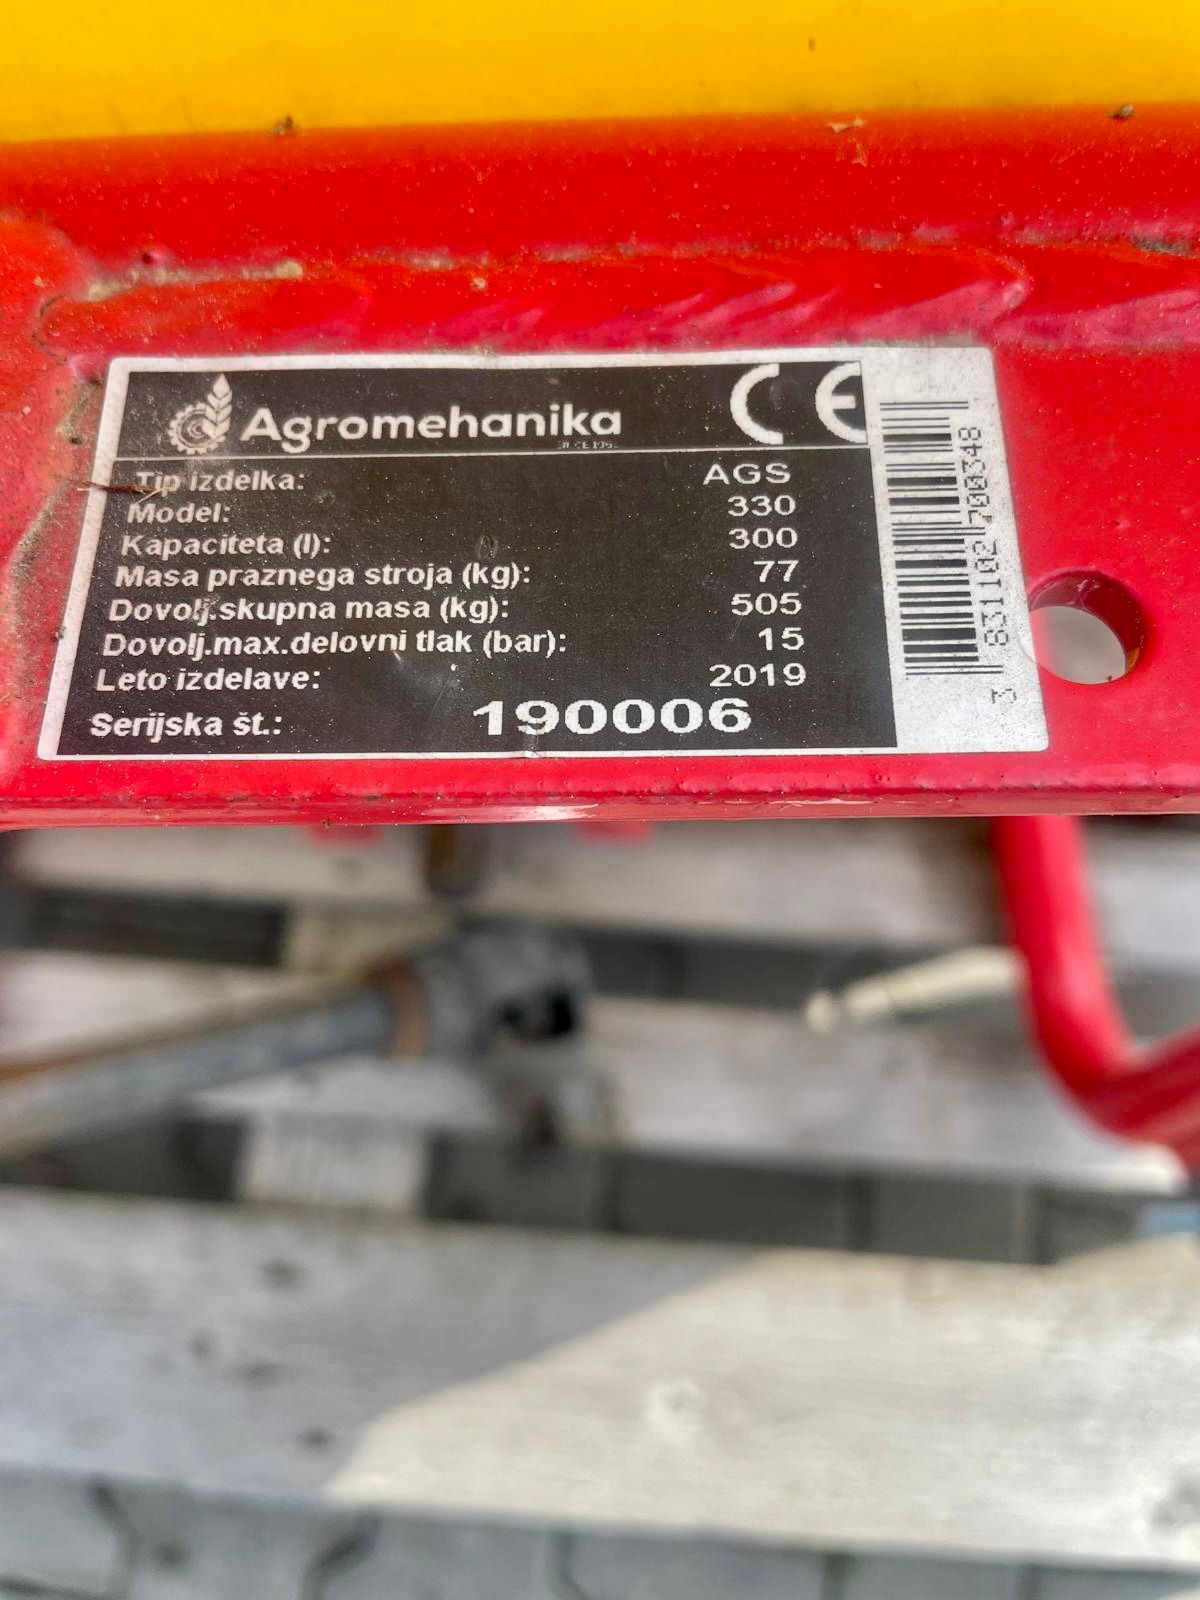 Agromehanika
CE
Tip izdelka: AGS
Model: 330
Kapaciteta (l): 300
Masa praznega stroja (kg): 77
Dovolj.skupna masa (kg): 505
Dovolj.max.delovni tlak (bar): 15
Leto izdelave: 2019
Serijska št.: 190006
3 831102 700348